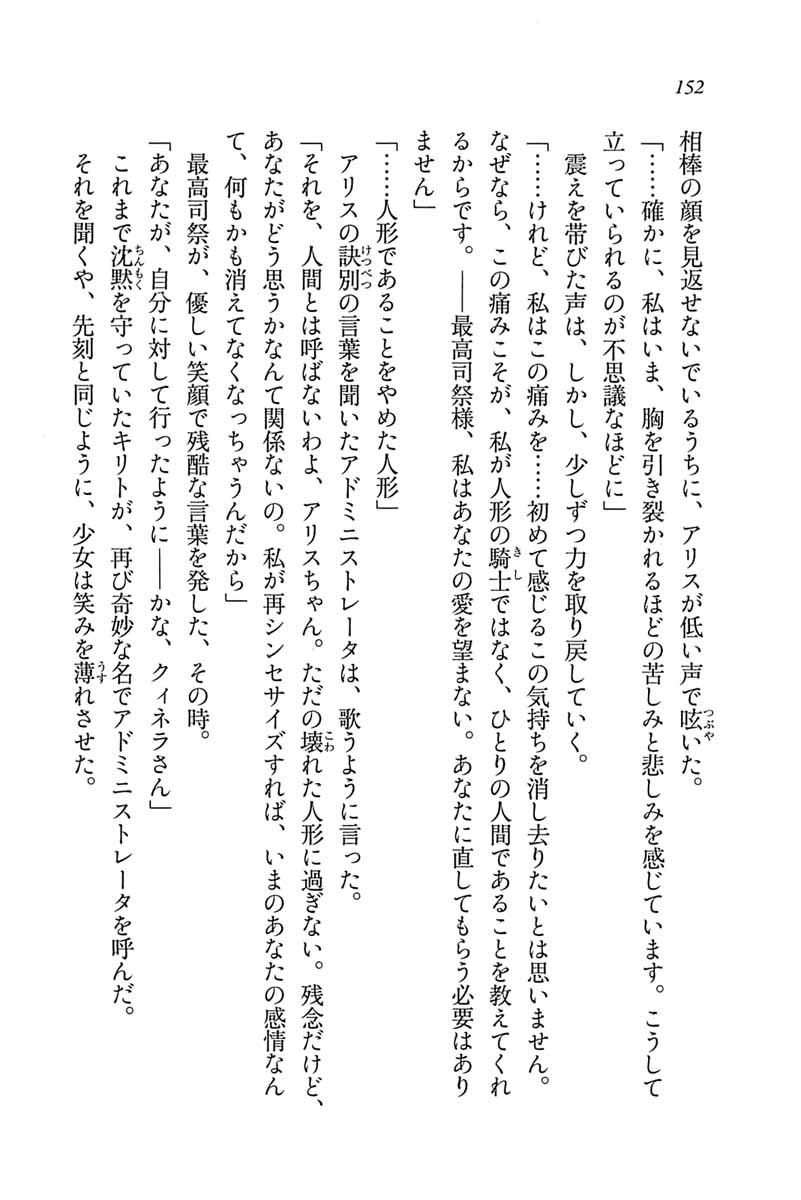 152
相棒の顔を見返せないでいるうちに、アリスが低い声で呟いた。
「……確かに、私はいま、胸を引き裂かれるほどの苦しみと悲しみを感じています。こうして
立っていられるのが不思議なほどに」
震えを帯びた声は、しかし、少しずつ力を取り戻していく。
「……けれど、私はこの痛みを……初めて感じるこの気持ちを消し去りたいとは思いません。
なぜなら、この痛みこそが、私が人形の騎士ではなく、ひとりの人間であることを教えてくれ
るからです。――最高司祭様、私はあなたの愛を望まない。あなたに直してもらう必要はあり
ません」
「……人形であることをやめた人形」
アリスの訣別の言葉を聞いたアドミニストレータは、歌うように言った。
「それを、人間とは呼ばないわよ、アリスちゃん。ただの壊れた人形に過ぎない。残念だけど、
あなたがどう思うかなんて関係ないの。私が再シンセサイズすれば、いまのあなたの感情なん
て、何もかも消えてなくなっちゃうんだから」
最高司祭が、優しい笑顔で残酷な言葉を発した、その時。
「あなたが、自分に対して行ったように――かな、クィネラさん」
これまで沈黙を守っていたキリトが、再び奇妙な名でアドミニストレータを呼んだ。
それを聞くや、先刻と同じように、少女は笑みを薄れさせた。